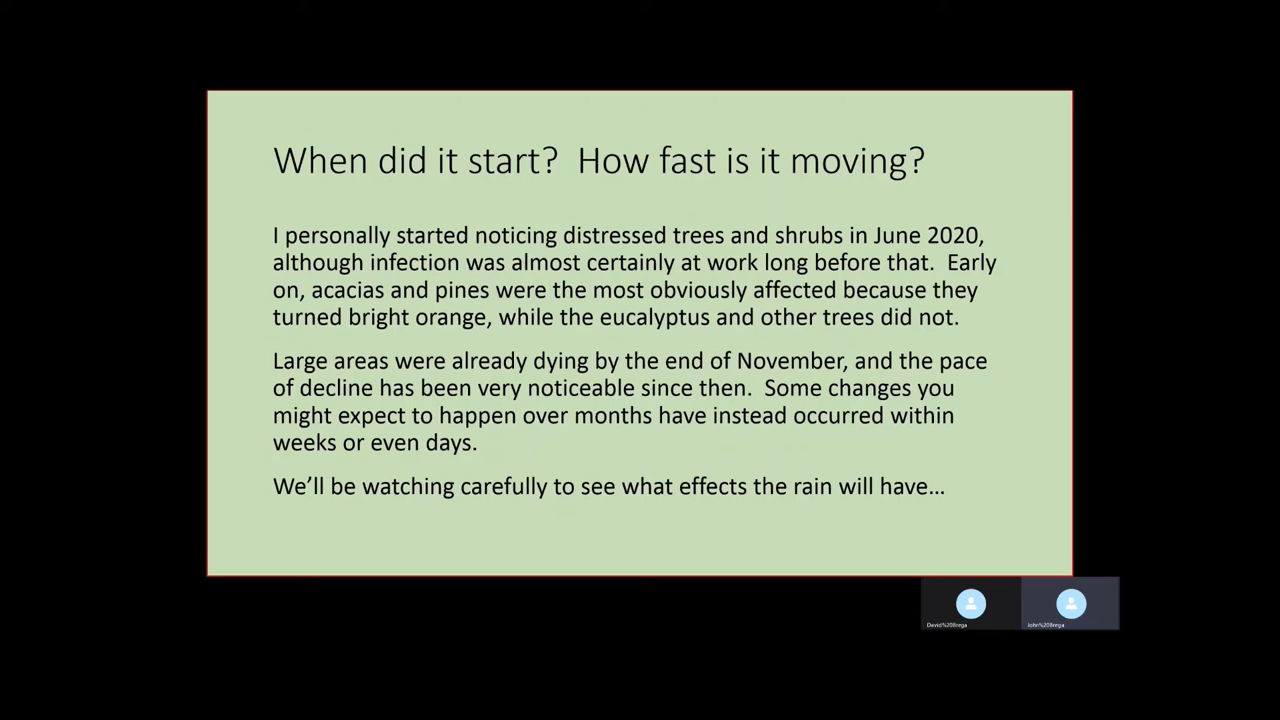 When did it start?  How fast is it moving?
I personally started noticing distressed trees and shrubs in June 2020,
although infection was almost certainly at work long before that.  Early
on, acacias and pines were the most obviously affected because they
turned bright orange, while the eucalyptus and other trees did not.
Large areas were already dying by the end of November, and the pace
of decline has been very noticeable since then.  Some changes you
might expect to happen over months have instead occurred within
weeks or even days.
We’ll be watching carefully to see what effects the rain will have…
David%20Brega
John%20Brega